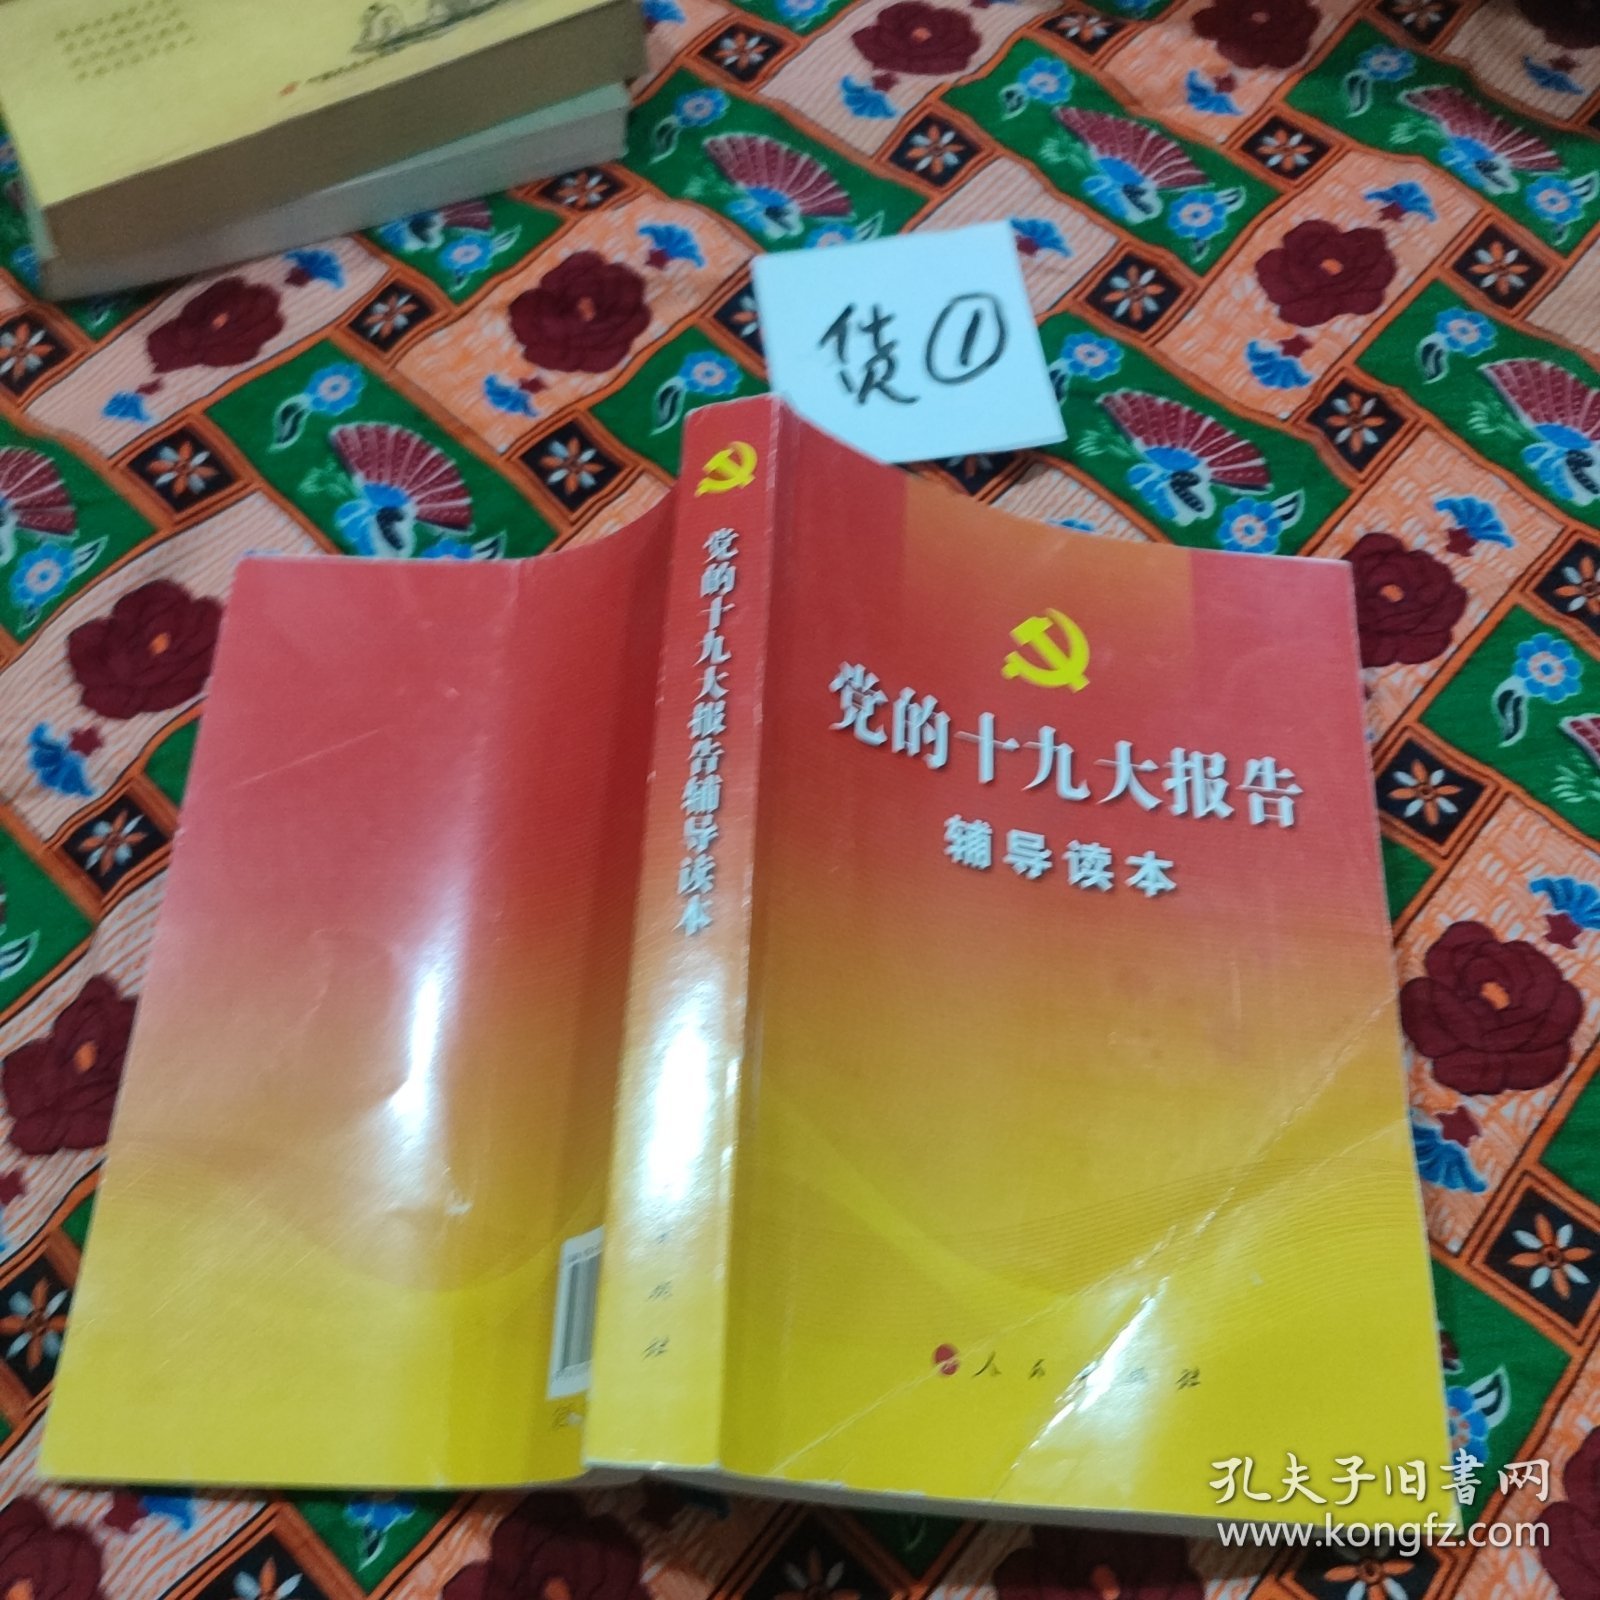 货①
党的十九大报告辅导读本
党的十九大报告
辅导读本
人民出版社
孔夫子旧书网
www.kongfz.com